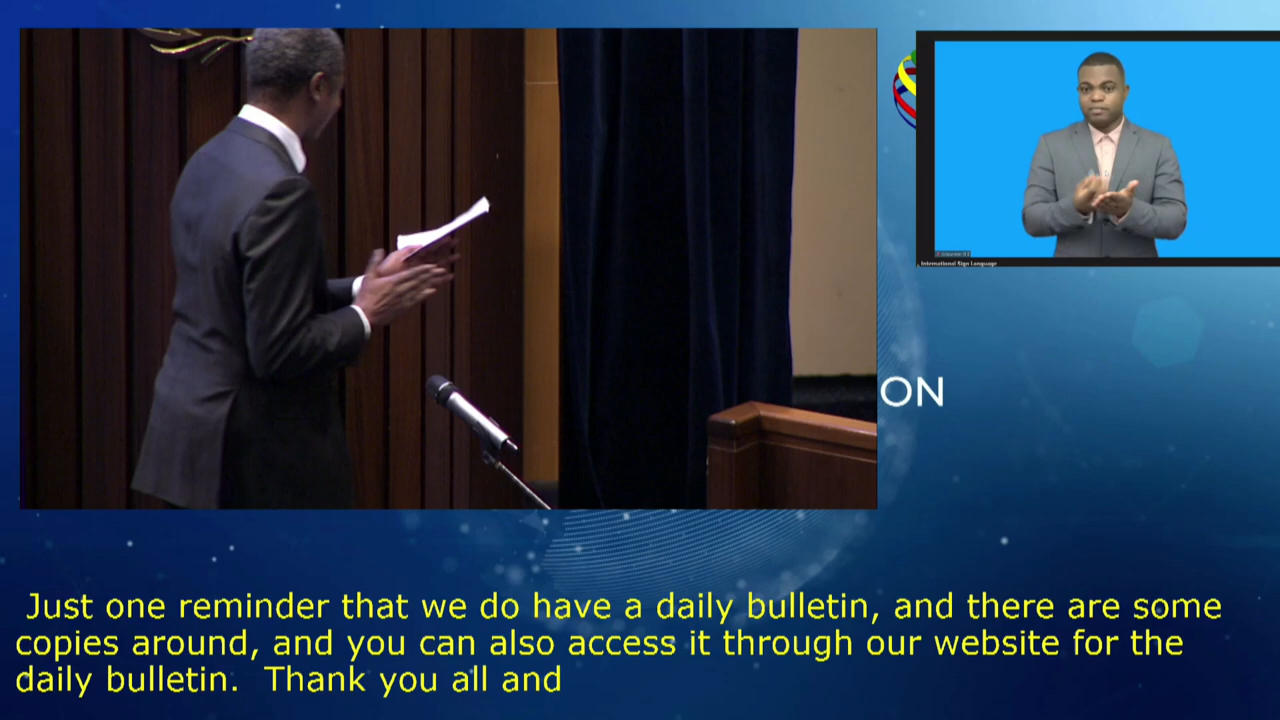 International Sign Language
ON
Just one reminder that we do have a daily bulletin, and there are some
copies around, and you can also access it through our website for the
daily bulletin.  Thank you all and